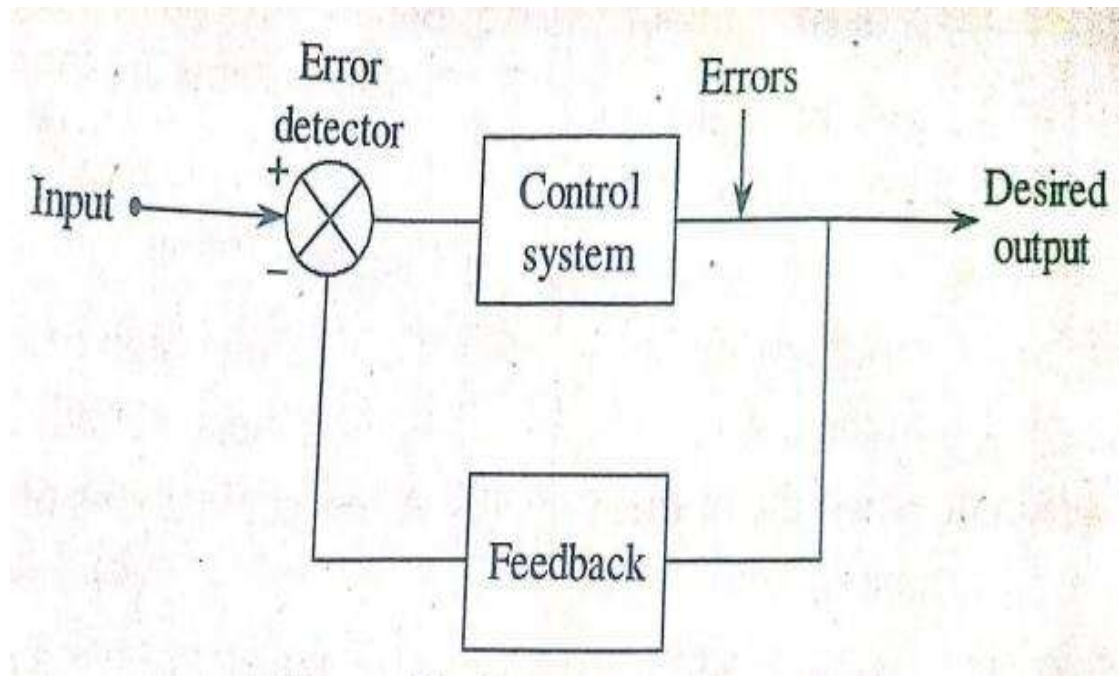 Error
detector
Errors
+
Input
Control
system
Desired
output
−
Feedback